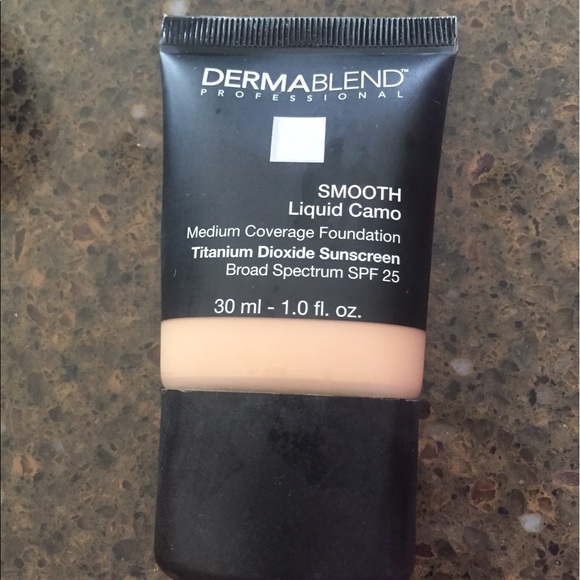 DERMABLEND™
PROFESSIONAL
SMOOTH
Liquid Camo
Medium Coverage Foundation
Titanium Dioxide Sunscreen
Broad Spectrum SPF 25
30 ml - 1.0 fl. oz.